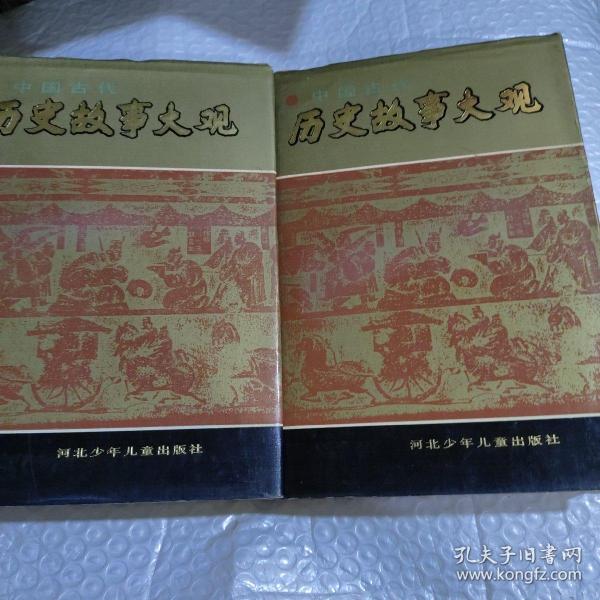 中国古代
历史故事大观
河北少年儿童出版社
中国古代
历史故事大观
河北少年儿童出版社
孔夫子旧书网
www.kongfz.com